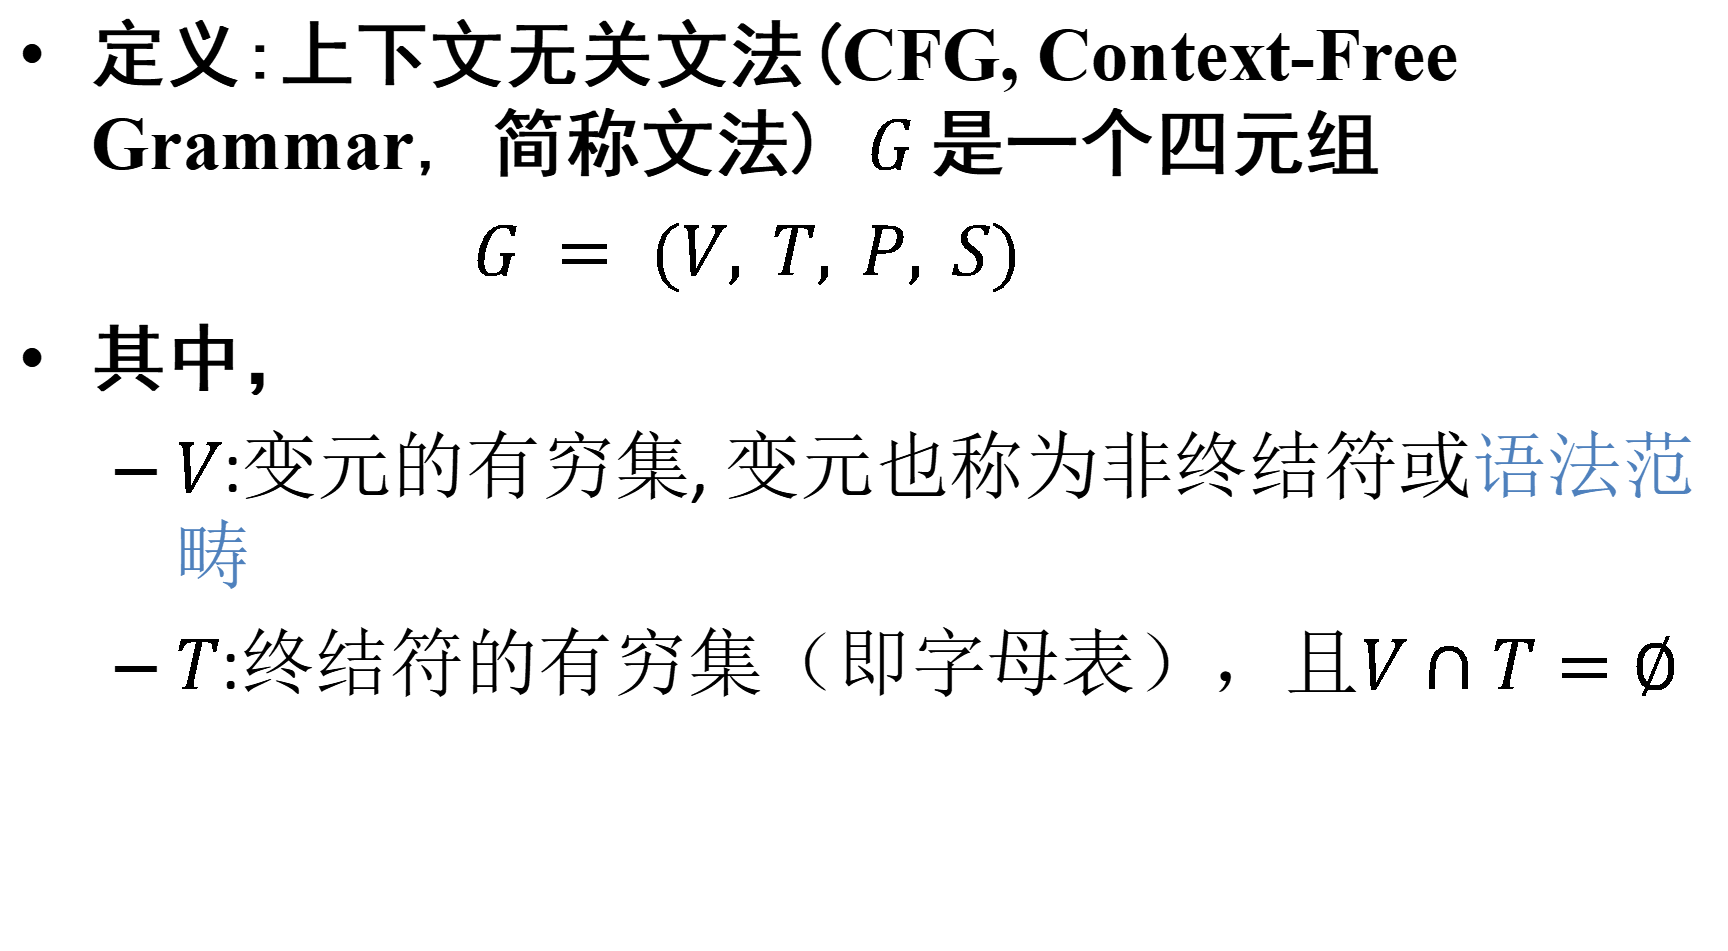 • 定义:上下文无关文法(CFG, Context-Free
Grammar, 简称文法) G 是一个四元组
G = (V, T, P, S)
• 其中,
– V:变元的有穷集, 变元也称为非终结符或语法范
畴
– T:终结符的有穷集（即字母表），且V ∩ T = ∅